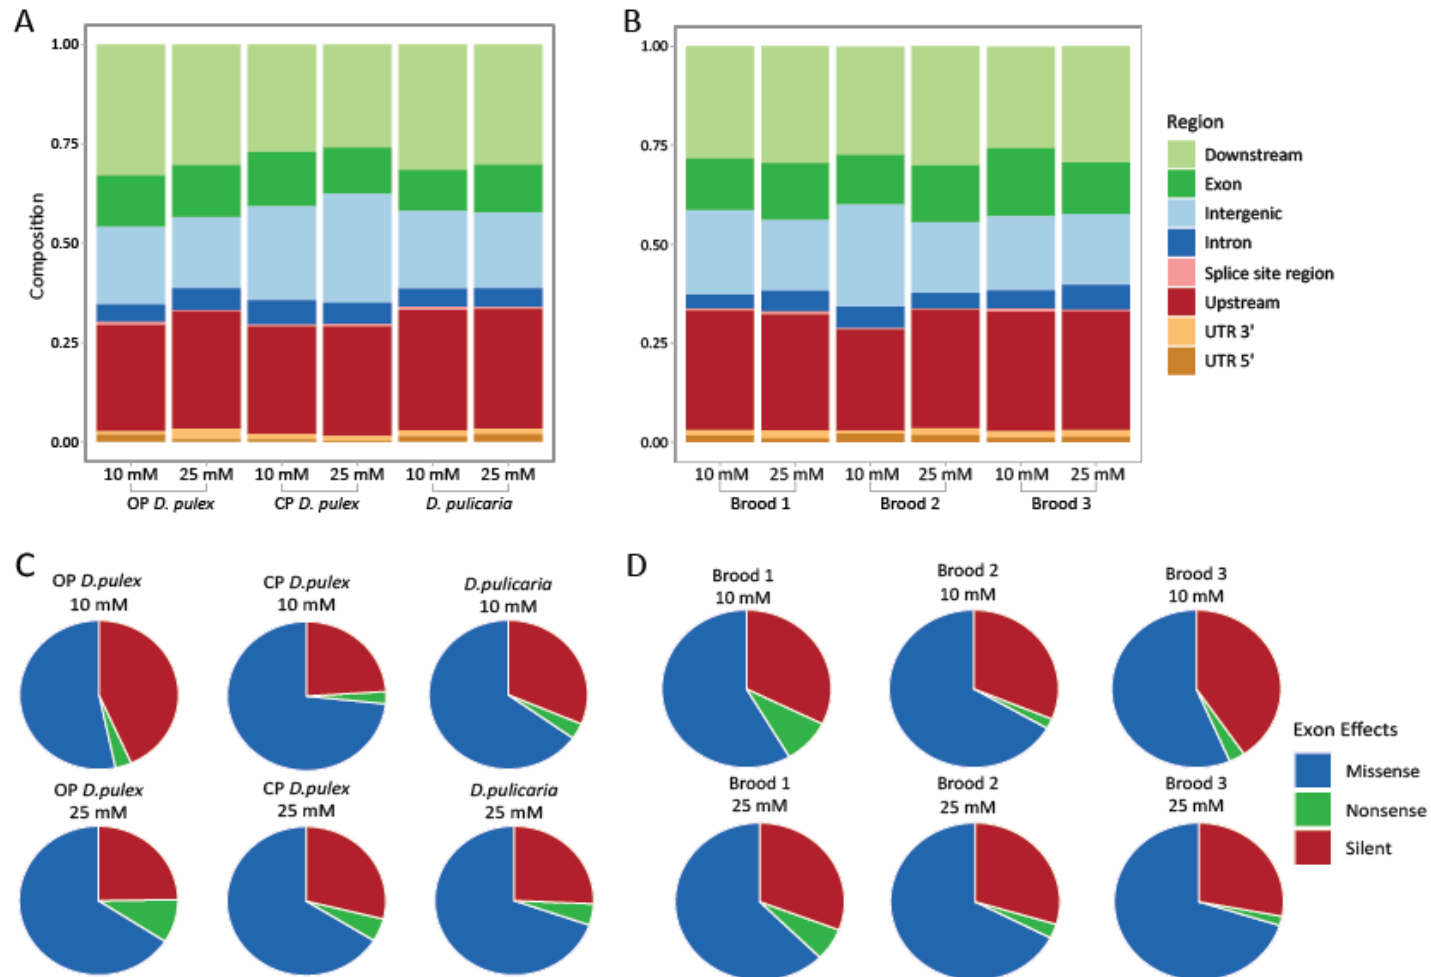 A
1.00
0.75
0.50
0.25
0.00
Composition
10 mM 25 mM 10 mM 25 mM 10 mM 25 mM
OP D. pulex CP D. pulex D. pulicaria
B
1.00
0.75
0.50
0.25
0.00
10 mM 25 mM 10 mM 25 mM 10 mM 25 mM
Brood 1 Brood 2 Brood 3
Region
Downstream
Exon
Intergenic
Intron
Splice site region
Upstream
UTR 3'
UTR 5'
C
OP D.pulex
10 mM
CP D.pulex
10 mM
D.pulicaria
10 mM
OP D.pulex
25 mM
CP D.pulex
25 mM
D.pulicaria
25 mM
D
Brood 1
10 mM
Brood 2
10 mM
Brood 3
10 mM
Brood 1
25 mM
Brood 2
25 mM
Brood 3
25 mM
Exon Effects
Missense
Nonsense
Silent